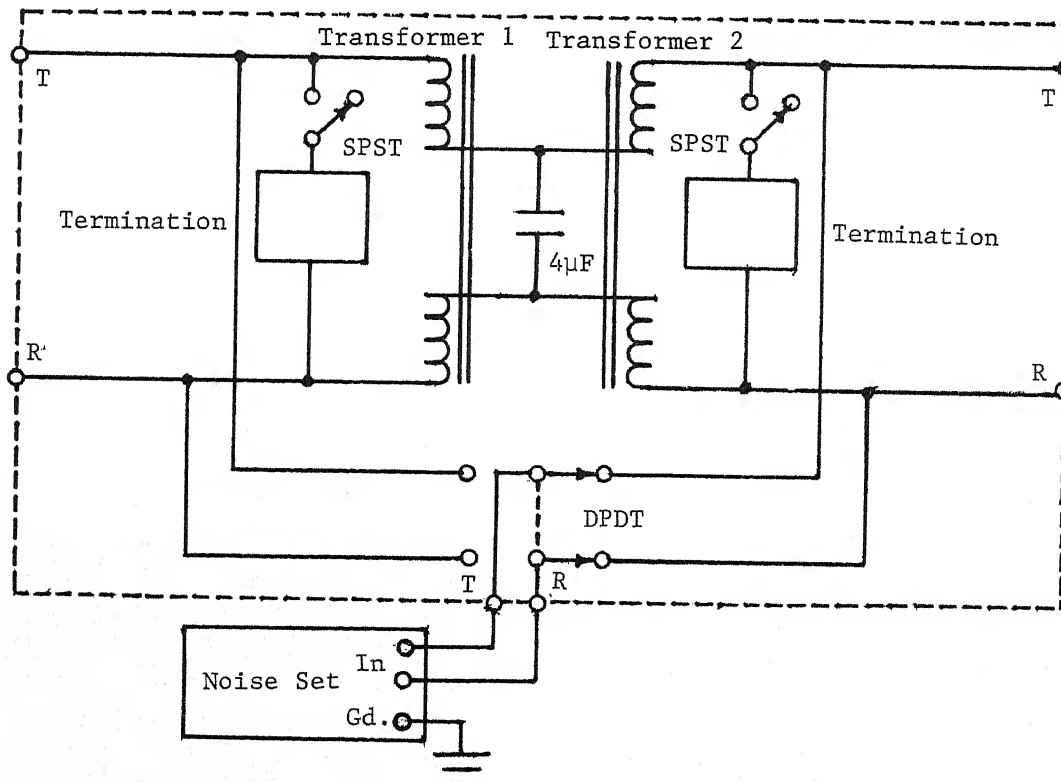 Transformer 1 Transformer 2
T
T
SPST
SPST
Termination
Termination
4µF
R
R
DPDT
T
R
In
Noise Set
Gd.